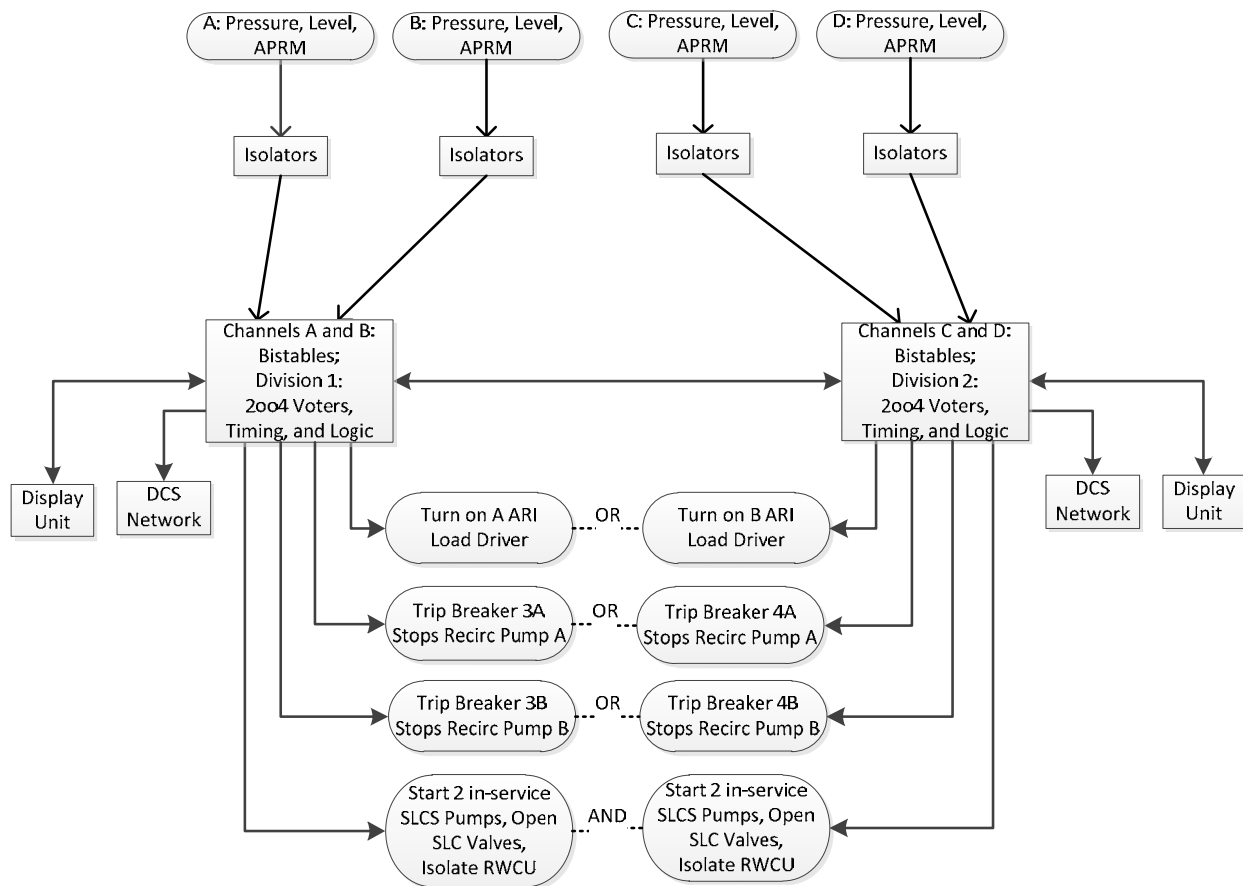 A: Pressure, Level,
APRM
B: Pressure, Level,
APRM
C: Pressure, Level,
APRM
D: Pressure, Level,
APRM
Isolators
Isolators
Isolators
Isolators
Channels A and B:
Bistables;
Division 1:
2oo4 Voters,
Timing, and Logic
Channels C and D:
Bistables;
Division 2:
2oo4 Voters,
Timing, and Logic
Display
Unit
DCS
Network
DCS
Network
Display
Unit
Turn on A ARI
Load Driver
OR
Turn on B ARI
Load Driver
Trip Breaker 3A
Stops Recirc Pump A
OR
Trip Breaker 4A
Stops Recirc Pump A
Trip Breaker 3B
Stops Recirc Pump B
OR
Trip Breaker 4B
Stops Recirc Pump B
Start 2 in-service
SLCS Pumps, Open
SLC Valves,
Isolate RWCU
AND
Start 2 in-service
SLCS Pumps, Open
SLC Valves,
Isolate RWCU